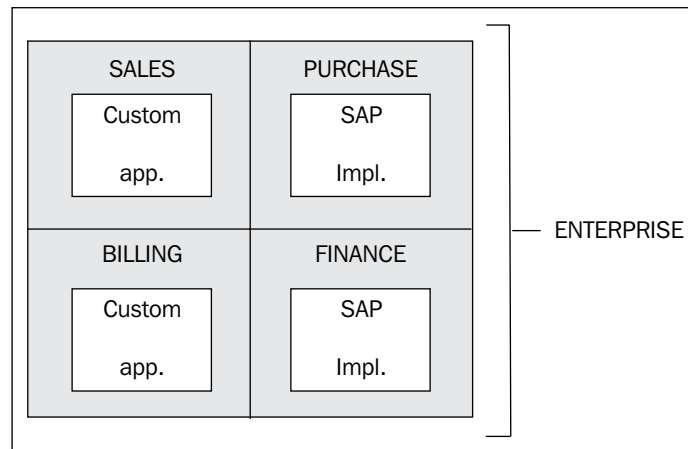 SALES
Custom
app.
PURCHASE
SAP
Impl.
BILLING
Custom
app.
FINANCE
SAP
Impl.
ENTERPRISE